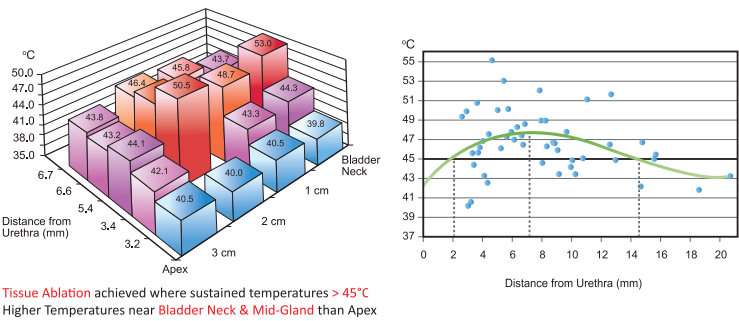 °C
50.0
47.0
44.0
41.0
38.0
35.0
53.0
43.7
45.8
48.7
46.4
50.5
44.3
43.8
43.2
43.3
39.8
44.1
40.5
42.1
40.0
40.5
Bladder
Neck
1 cm
2 cm
3 cm
Apex
6.7
6.6
5.4
3.4
3.2
Distance from
Urethra (mm)
Tissue Ablation achieved where sustained temperatures > 45°C
Higher Temperatures near Bladder Neck & Mid-Gland than Apex
°C
55
53
51
49
47
45
43
41
39
37
0 2 4 6 8 10 12 14 16 18 20
Distance from Urethra (mm)